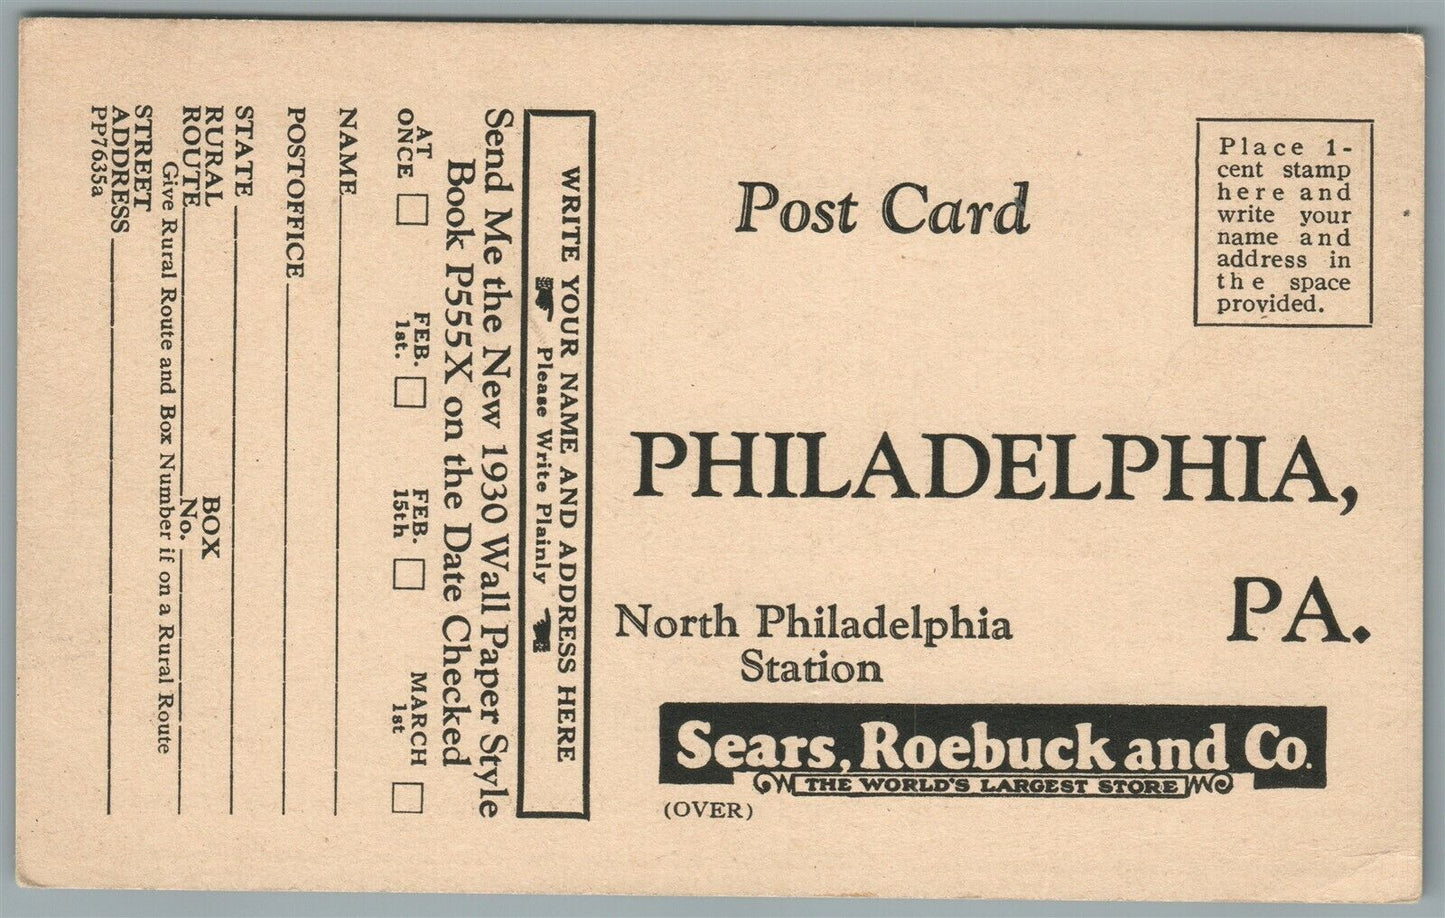 Post Card
Place 1-
cent stamp
here and
write your
name and
address in
the space
provided.
PHILADELPHIA,
PA.
North Philadelphia
Station
Sears, Roebuck and Co.
THE WORLD'S LARGEST STORE
(OVER)
WRITE YOUR NAME AND ADDRESS HERE
Please Write Plainly
Send Me the New 1930 Wall Paper Style
Book P555X on the Date Checked
AT
ONCE
FEB.
1st.
FEB.
15th
MARCH
1st
NAME
POSTOFFICE
STATE
RURAL
ROUTE
BOX
No.
Give Rural Route and Box Number if on a Rural Route
STREET
ADDRESS
PP7635a